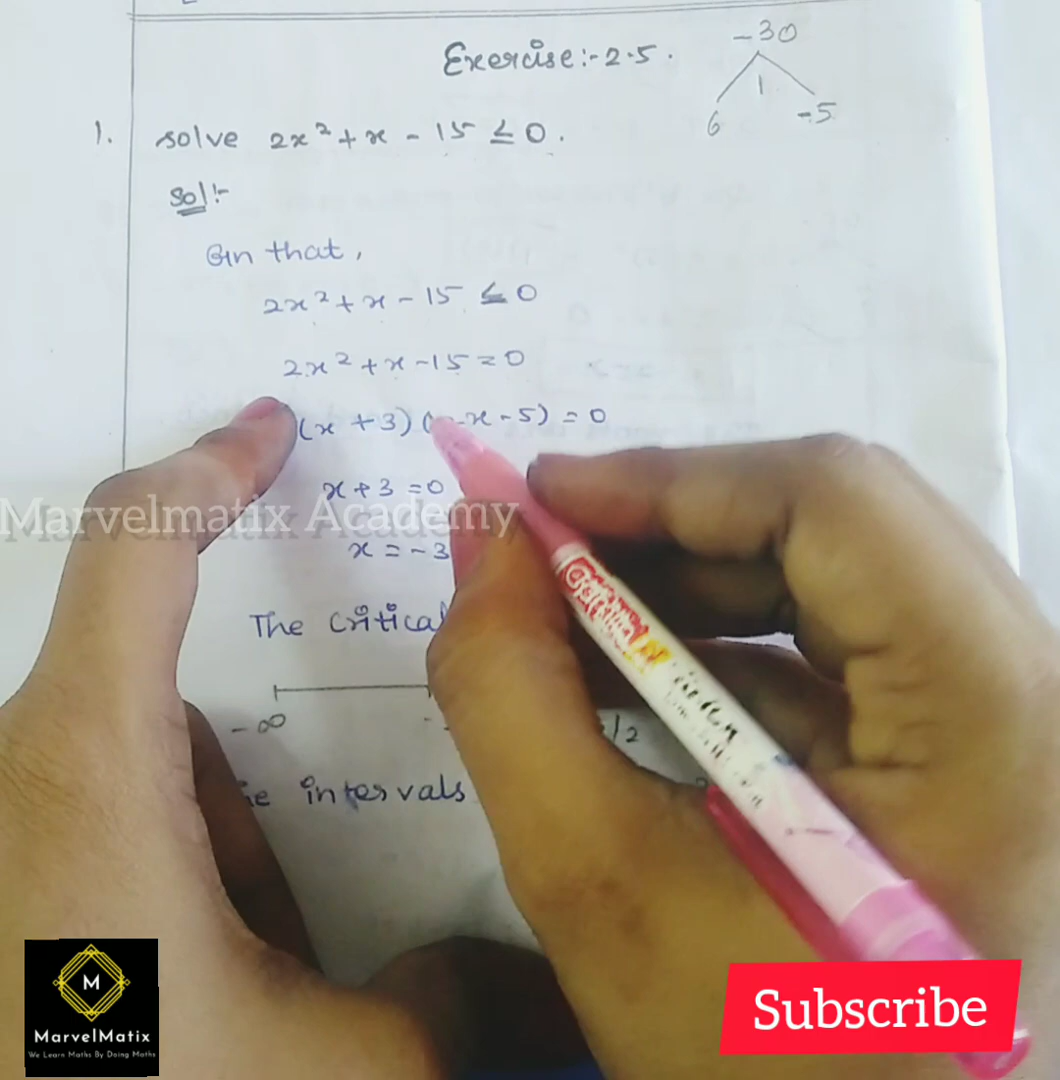 Exercise:- 2.5.
-30
1
6 -5
1. solve 2x² + x - 15 ≤ 0.
Sol:-
Gn that,
2x² + x - 15 ≤ 0
2x² + x - 15 = 0
(x + 3) ( x - 5) = 0
x + 3 = 0
Marvelmatix Academy
x = -3
The critical
-∞ /2
intervals
M
MarvelMatix
We Learn Maths By Doing Maths
Subscribe